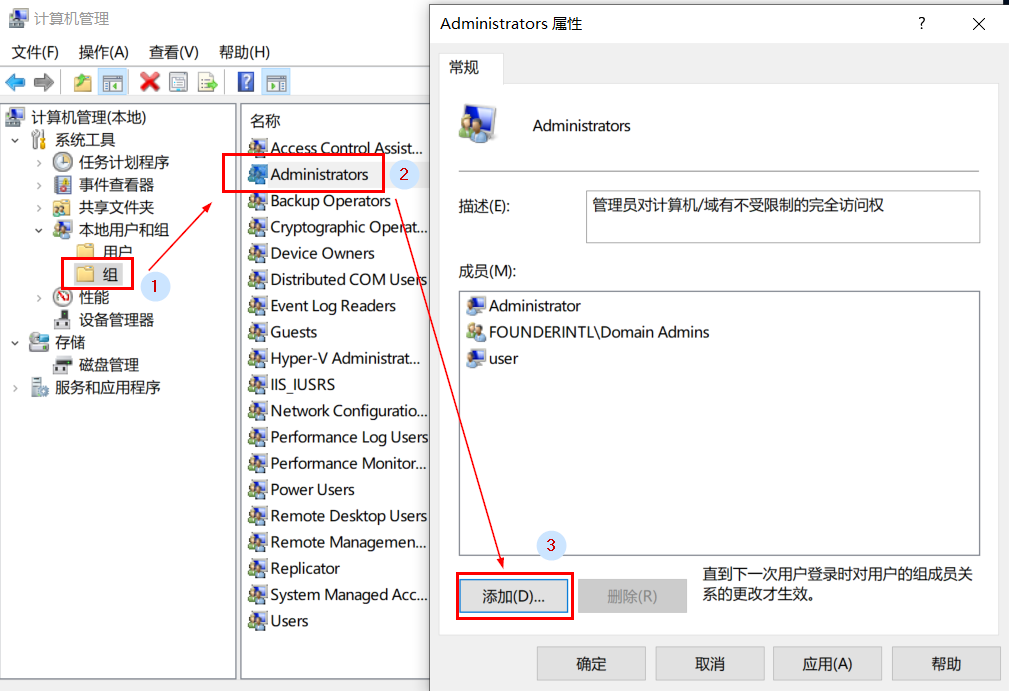 计算机管理
文件(F) 操作(A) 查看(V) 帮助(H)
计算机管理(本地)
系统工具
任务计划程序
事件查看器
共享文件夹
本地用户和组
用户
组
性能
设备管理器
存储
磁盘管理
服务和应用程序
1
名称
Access Control Assist...
Administrators
2
Backup Operators
Cryptographic Operat...
Device Owners
Distributed COM Users
Event Log Readers
Guests
Hyper-V Administrat...
IIS_IUSRS
Network Configuratio...
Performance Log Users
Performance Monitor...
Power Users
Remote Desktop Users
Remote Managemen...
Replicator
System Managed Acc...
Users
Administrators 属性
?
常规
Administrators
描述(E):
管理员对计算机/域有不受限制的完全访问权
成员(M):
Administrator
FOUNDERINTL\Domain Admins
user
3
添加(D)...
删除(R)
直到下一次用户登录时对用户的组成员关
系的更改才生效。
确定
取消
应用(A)
帮助